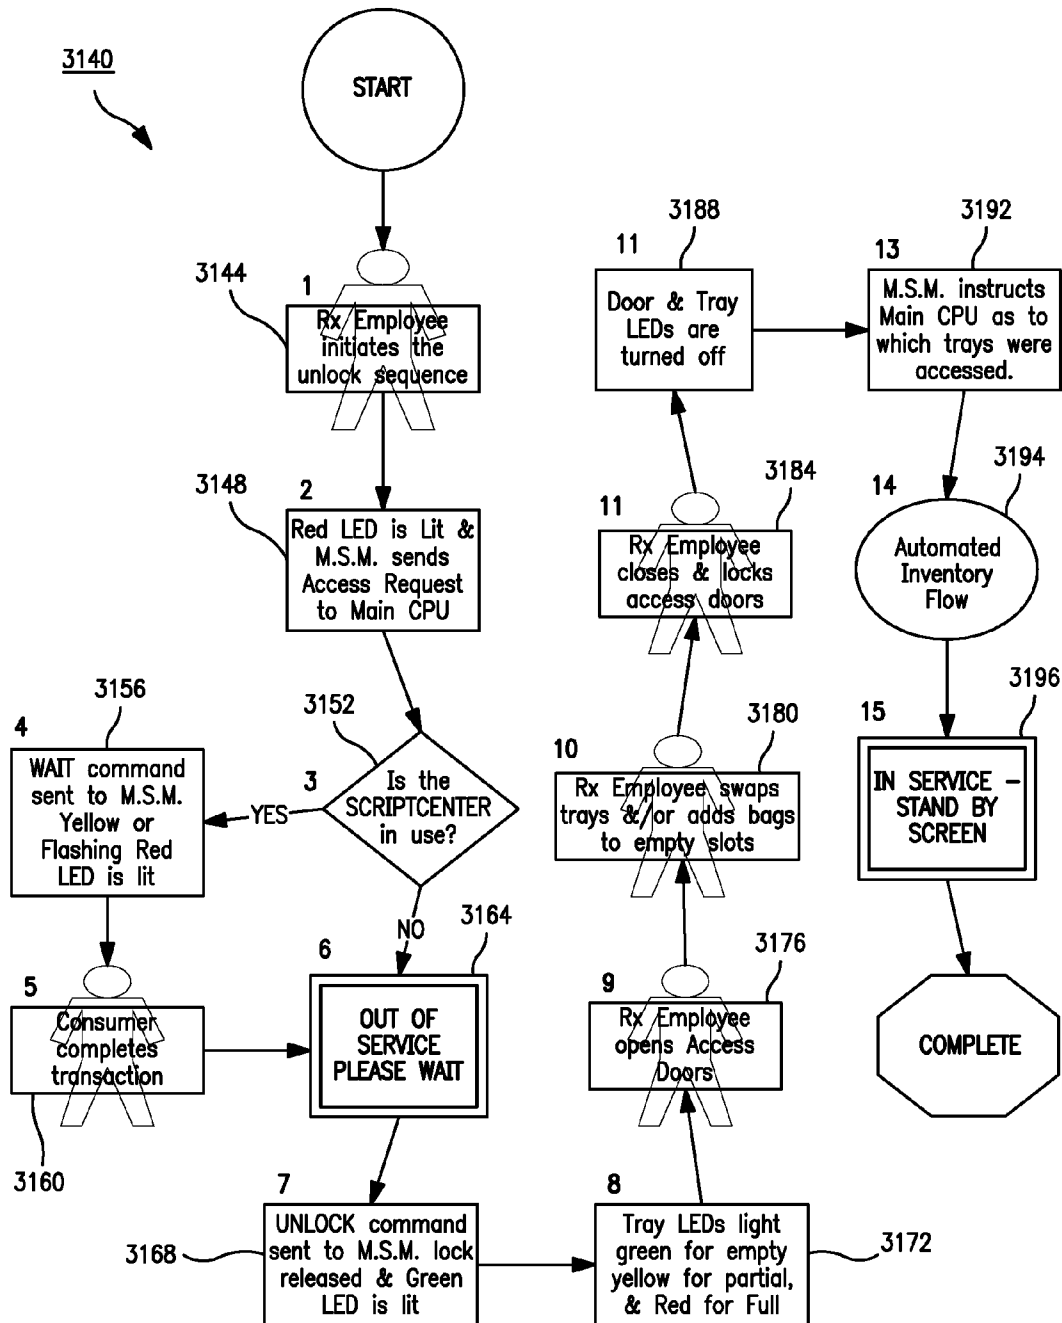 3140
START
3144
1
Rx Employee
initiates the
unlock sequence
3148
2
Red LED is Lit &
M.S.M. sends
Access Request
to Main CPU
3152
3
Is the
SCRIPTCENTER
in use?
YES
NO
3156
4
WAIT command
sent to M.S.M.
Yellow or
Flashing Red
LED is lit
5
Consumer
completes
transaction
3160
3164
6
OUT OF
SERVICE
PLEASE WAIT
7
UNLOCK command
sent to M.S.M. lock
released & Green
LED is lit
3168
8
Tray LEDs light
green for empty
yellow for partial,
& Red for Full
3172
3176
9
Rx Employee
opens Access
Doors
3180
10
Rx Employee swaps
trays &/or adds bags
to empty slots
3184
11
Rx Employee
closes & locks
access doors
3188
11
Door & Tray
LEDs are
turned off
3192
13
M.S.M. instructs
Main CPU as to
which trays were
accessed.
3194
14
Automated
Inventory
Flow
3196
15
IN SERVICE –
STAND BY
SCREEN
COMPLETE